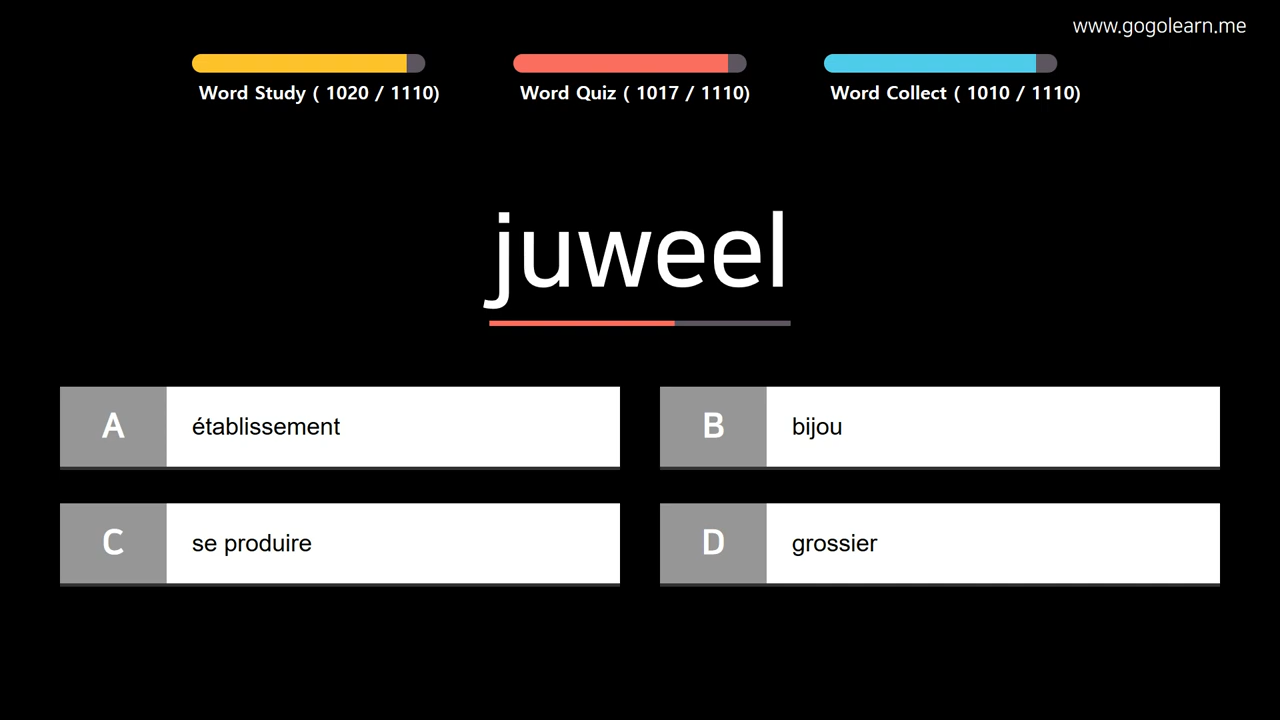 www.gogolearn.me
Word Study ( 1020 / 1110)
Word Quiz ( 1017 / 1110)
Word Collect ( 1010 / 1110)
juweel
A établissement
B bijou
C se produire
D grossier